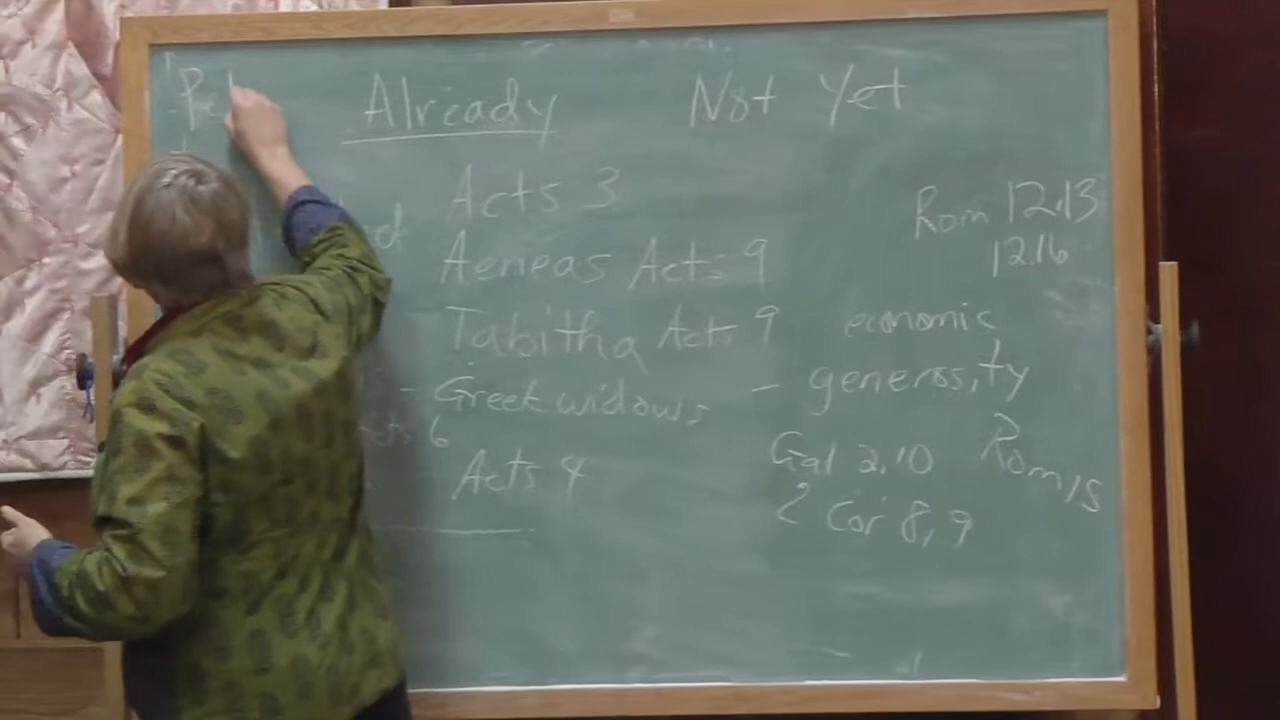 Already Not Yet
Acts 3
Rom 12.13
12.16
Aeneas Acts 9
Tabitha Acts 9
economic
- Greek widows
- generosity
6
Gal 2.10
Rom 15
Acts 4
2 Cor 8, 9